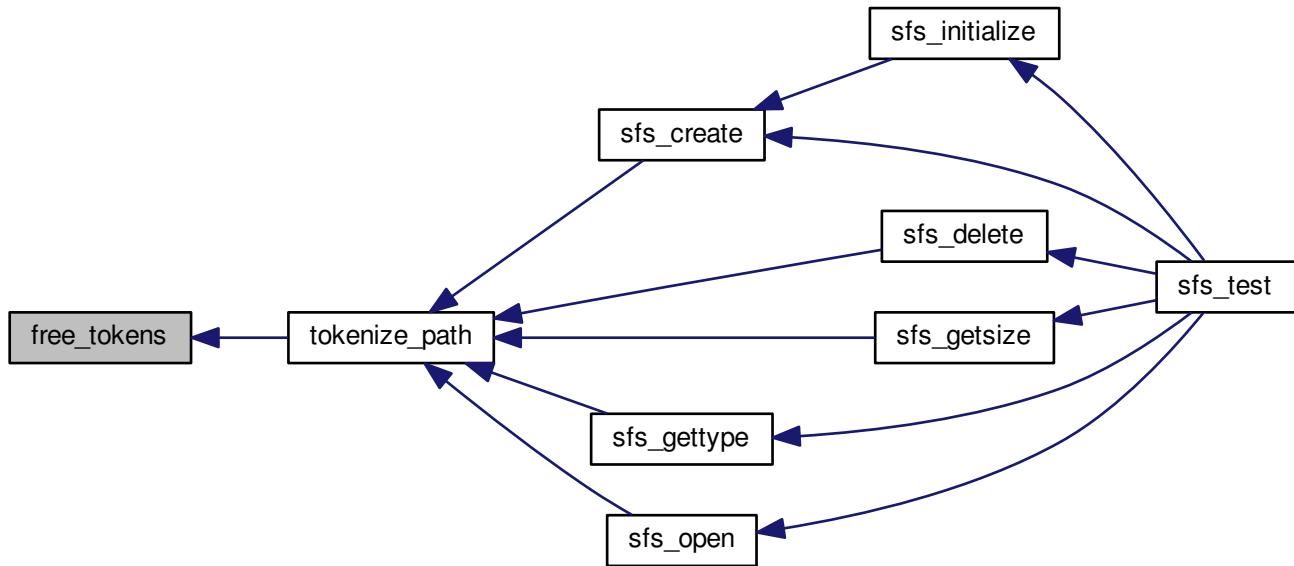 sfs_initialize
sfs_create
sfs_delete
sfs_test
free_tokens
tokenize_path
sfs_getsize
sfs_gettype
sfs_open